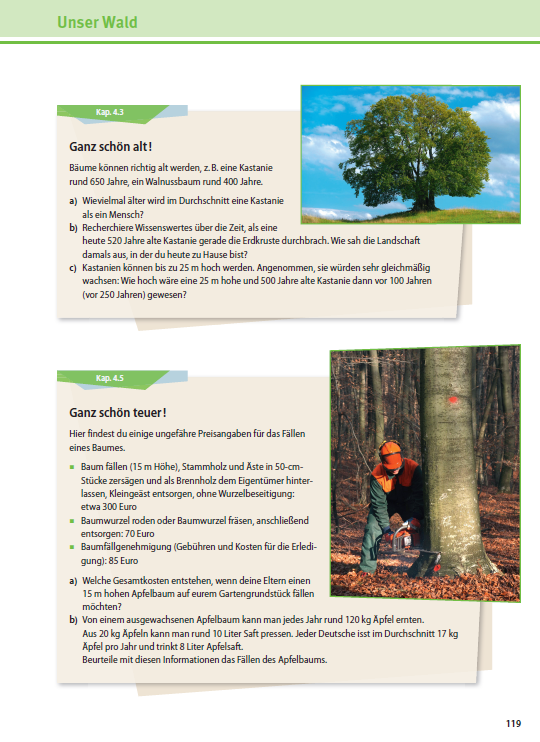 Unser Wald
Kap. 4.3
Ganz schön alt!
Bäume können richtig alt werden, z. B. eine Kastanie
rund 650 Jahre, ein Walnussbaum rund 400 Jahre.
a) Wievielmal älter wird im Durchschnitt eine Kastanie
als ein Mensch?
b) Recherchiere Wissenswertes über die Zeit, als eine
heute 520 Jahre alte Kastanie gerade die Erdkruste durchbrach. Wie sah die Landschaft
damals aus, in der du heute zu Hause bist?
c) Kastanien können bis zu 25 m hoch werden. Angenommen, sie würden sehr gleichmäßig
wachsen: Wie hoch wäre eine 25 m hohe und 500 Jahre alte Kastanie dann vor 100 Jahren
(vor 250 Jahren) gewesen?
Kap. 4.5
Ganz schön teuer!
Hier findest du einige ungefähre Preisangaben für das Fällen
eines Baumes.
▪ Baum fällen (15 m Höhe), Stammholz und Äste in 50-cm-
Stücke zersägen und als Brennholz dem Eigentümer hinter-
lassen, Kleingeäst entsorgen, ohne Wurzelbeseitigung:
etwa 300 Euro
▪ Baumwurzel roden oder Baumwurzel fräsen, anschließend
entsorgen: 70 Euro
▪ Baumfällgenehmigung (Gebühren und Kosten für die Erledi-
gung): 85 Euro
a) Welche Gesamtkosten entstehen, wenn deine Eltern einen
15 m hohen Apfelbaum auf eurem Gartengrundstück fällen
möchten?
b) Von einem ausgewachsenen Apfelbaum kann man jedes Jahr rund 120 kg Äpfel ernten.
Aus 20 kg Äpfeln kann man rund 10 Liter Saft pressen. Jeder Deutsche isst im Durchschnitt 17 kg
Äpfel pro Jahr und trinkt 8 Liter Apfelsaft.
Beurteile mit diesen Informationen das Fällen des Apfelbaums.
119